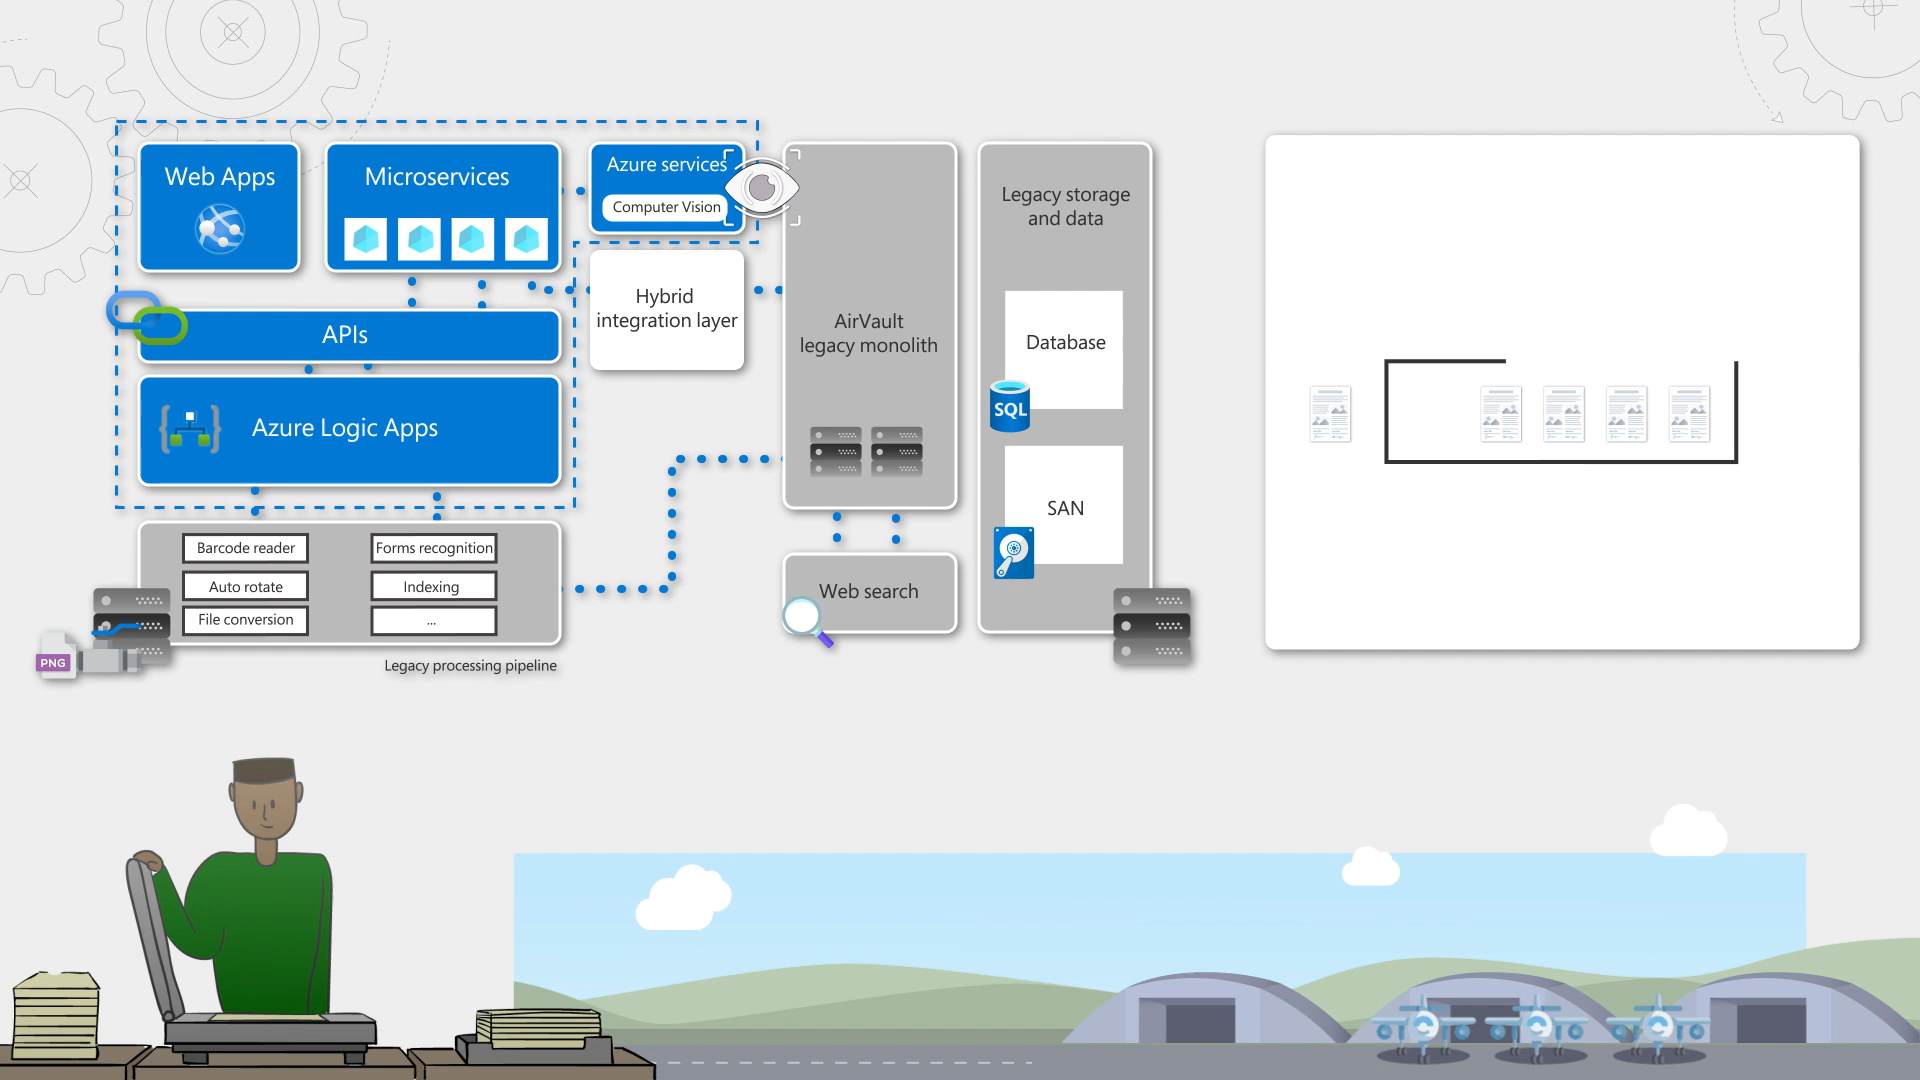 Web Apps
Microservices
Azure services
Computer Vision
APIs
Azure Logic Apps
Hybrid
integration layer
AirVault
legacy monolith
Legacy storage
and data
Database
SQL
SAN
Web search
Barcode reader
Forms recognition
Auto rotate
Indexing
File conversion
...
PNG
Legacy processing pipeline